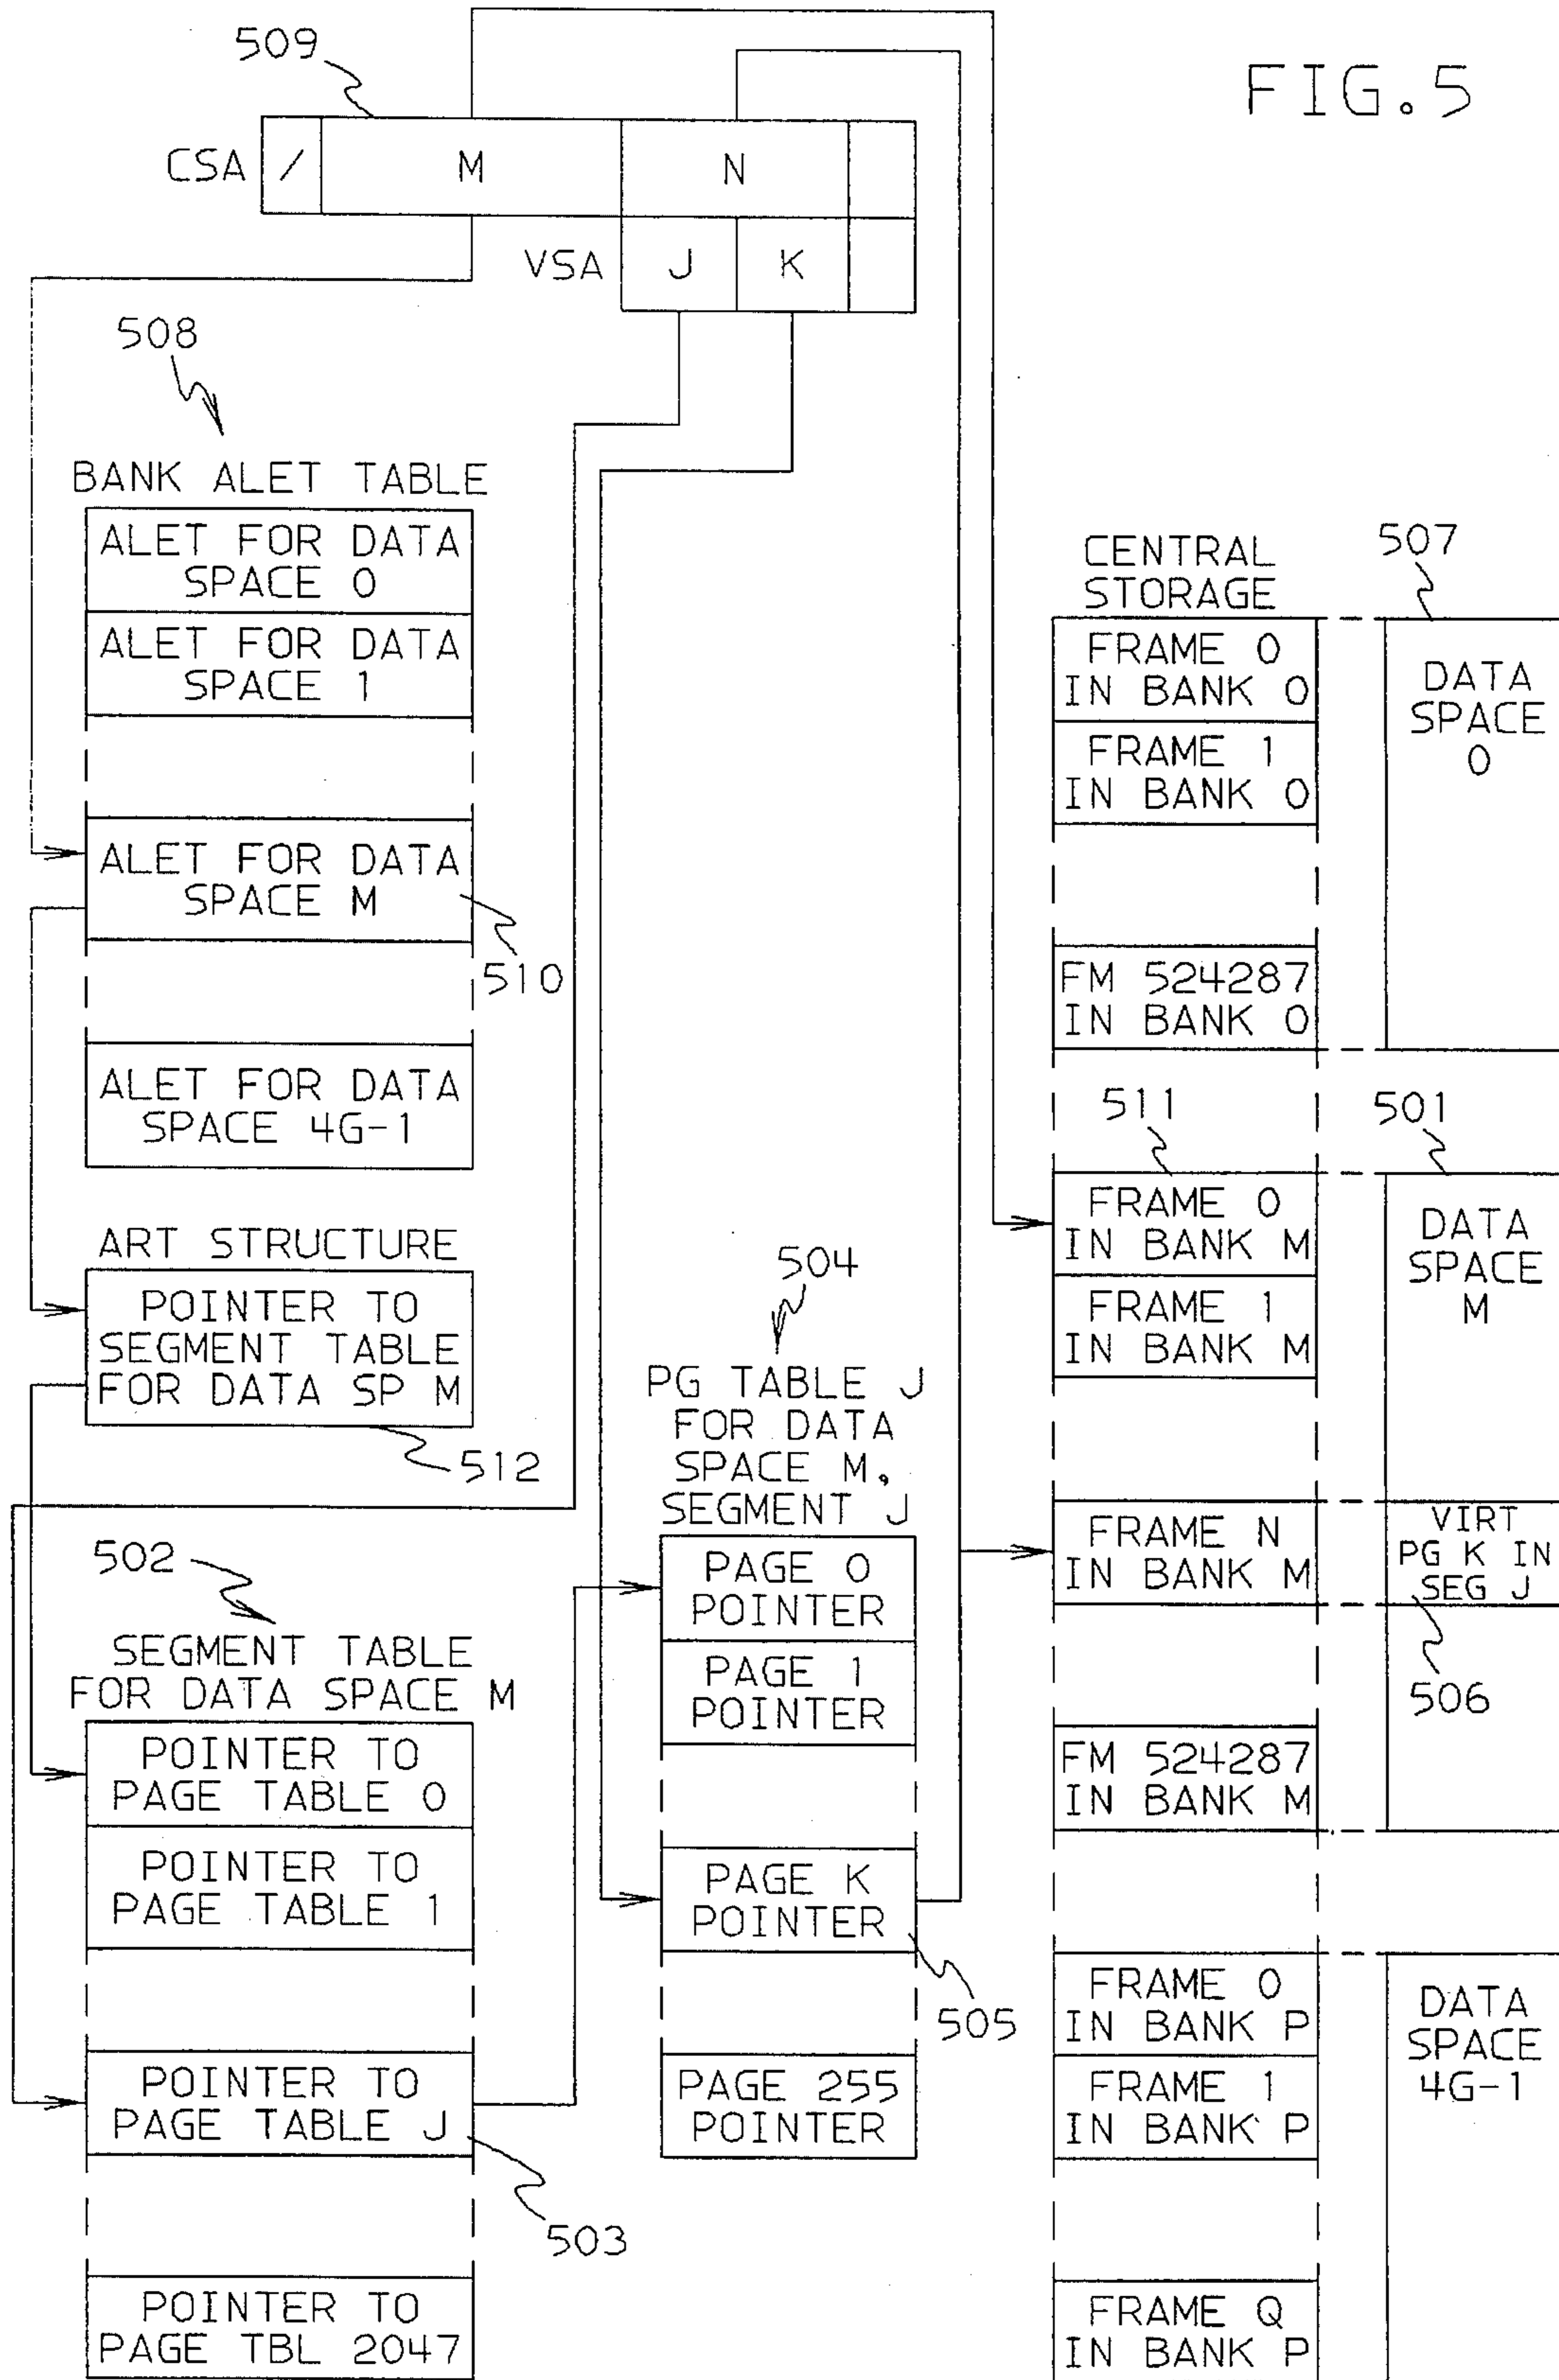 FIG.5
509
CSA / M N
VSA J K
508
BANK ALET TABLE
ALET FOR DATA
SPACE 0
ALET FOR DATA
SPACE 1
ALET FOR DATA
SPACE M
510
ALET FOR DATA
SPACE 4G-1
ART STRUCTURE
POINTER TO
SEGMENT TABLE
FOR DATA SP M
512
502
SEGMENT TABLE
FOR DATA SPACE M
POINTER TO
PAGE TABLE 0
POINTER TO
PAGE TABLE 1
POINTER TO
PAGE TABLE J
503
POINTER TO
PAGE TBL 2047
504
PG TABLE J
FOR DATA
SPACE M,
SEGMENT J
PAGE 0
POINTER
PAGE 1
POINTER
PAGE K
POINTER
505
PAGE 255
POINTER
CENTRAL
STORAGE
FRAME 0
IN BANK 0
FRAME 1
IN BANK 0
FM 524287
IN BANK 0
511
FRAME 0
IN BANK M
FRAME 1
IN BANK M
FRAME N
IN BANK M
FM 524287
IN BANK M
FRAME 0
IN BANK P
FRAME 1
IN BANK P
FRAME Q
IN BANK P
507
DATA
SPACE
0
501
DATA
SPACE
M
VIRT
PG K IN
SEG J
506
DATA
SPACE
4G-1